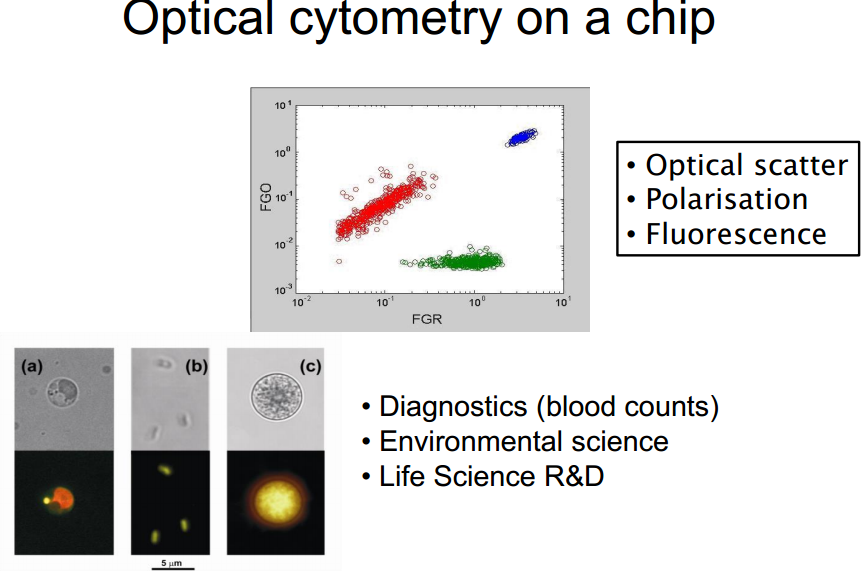 Optical cytometry on a chip
10^1
10^0
10^-1
10^-2
10^-3
FGO
10^-2
10^-1
10^0
10^1
FGR
• Optical scatter
• Polarisation
• Fluorescence
(a)
(b)
(c)
5 µm
• Diagnostics (blood counts)
• Environmental science
• Life Science R&D